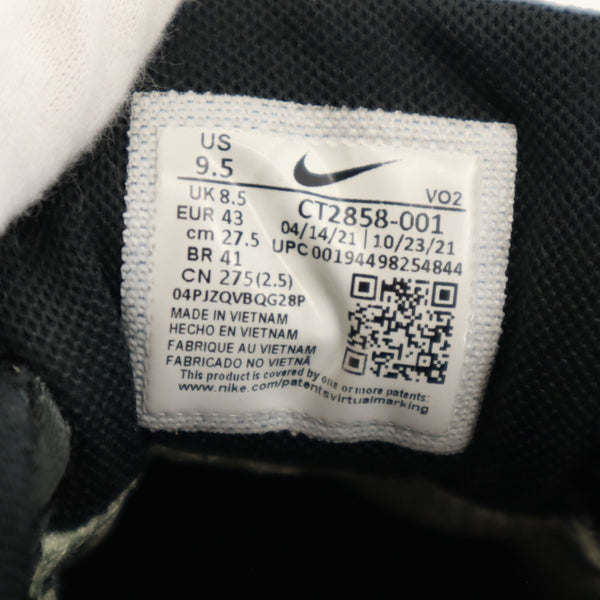 US
9.5
VO2
UK 8.5
CT2858-001
EUR 43
04/14/21 | 10/23/21
cm 27.5
UPC 00194498254844
BR 41
CN 275(2.5)
04PJZQVBQG28P
MADE IN VIETNAM
HECHO EN VIETNAM
FABRIQUE AU VIETNAM
FABRICADO NO VIETNÃ
This product is covered by one or more patents:
www.nike.com/patentsvirtualmarking